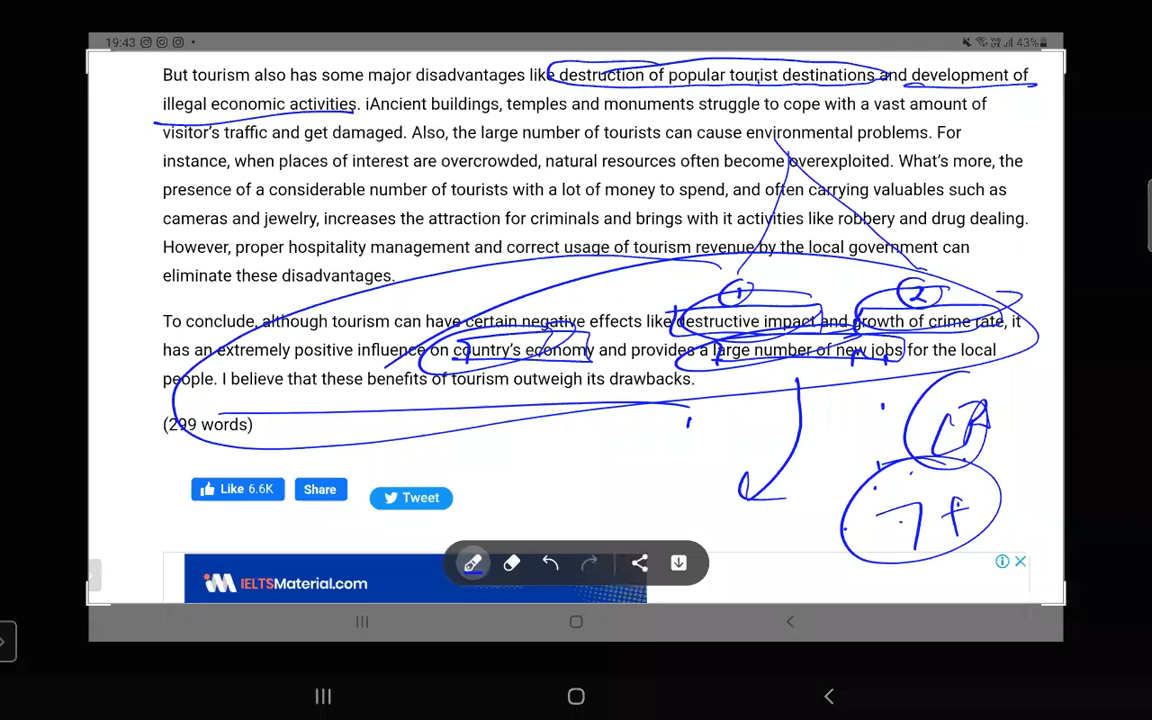 19:43 43%
But tourism also has some major disadvantages like destruction of popular tourist destinations and development of
illegal economic activities. iAncient buildings, temples and monuments struggle to cope with a vast amount of
visitor's traffic and get damaged. Also, the large number of tourists can cause environmental problems. For
instance, when places of interest are overcrowded, natural resources often become overexploited. What's more, the
presence of a considerable number of tourists with a lot of money to spend, and often carrying valuables such as
cameras and jewelry, increases the attraction for criminals and brings with it activities like robbery and drug dealing.
However, proper hospitality management and correct usage of tourism revenue by the local government can
eliminate these disadvantages.
1 2
To conclude, although tourism can have certain negative effects like destructive impact and growth of crime rate, it
has an extremely positive influence on country's economy and provides a large number of new jobs for the local
people. I believe that these benefits of tourism outweigh its drawbacks.
(299 words)
7+
Like 6.6K Share Tweet
IELTSMaterial.com